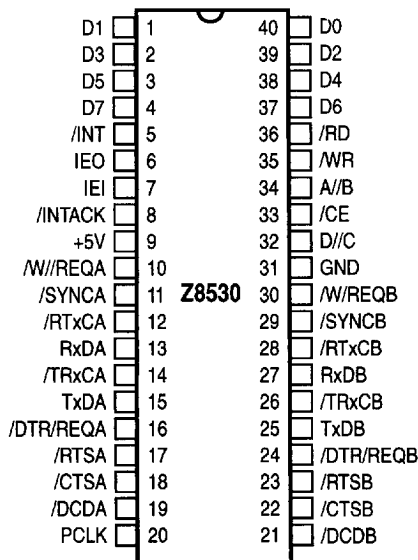 D1 1 40 D0
D3 2 39 D2
D5 3 38 D4
D7 4 37 D6
/INT 5 36 /RD
IEO 6 35 /WR
IEI 7 34 A//B
/INTACK 8 33 /CE
+5V 9 32 D//C
/W//REQA 10 31 GND
/SYNCA 11 Z8530 30 /W/REQB
/RTxCA 12 29 /SYNCB
RxDA 13 28 /RTxCB
/TRxCA 14 27 RxDB
TxDA 15 26 /TRxCB
/DTR/REQA 16 25 TxDB
/RTSA 17 24 /DTR/REQB
/CTSA 18 23 /RTSB
/DCDA 19 22 /CTSB
PCLK 20 21 /DCDB